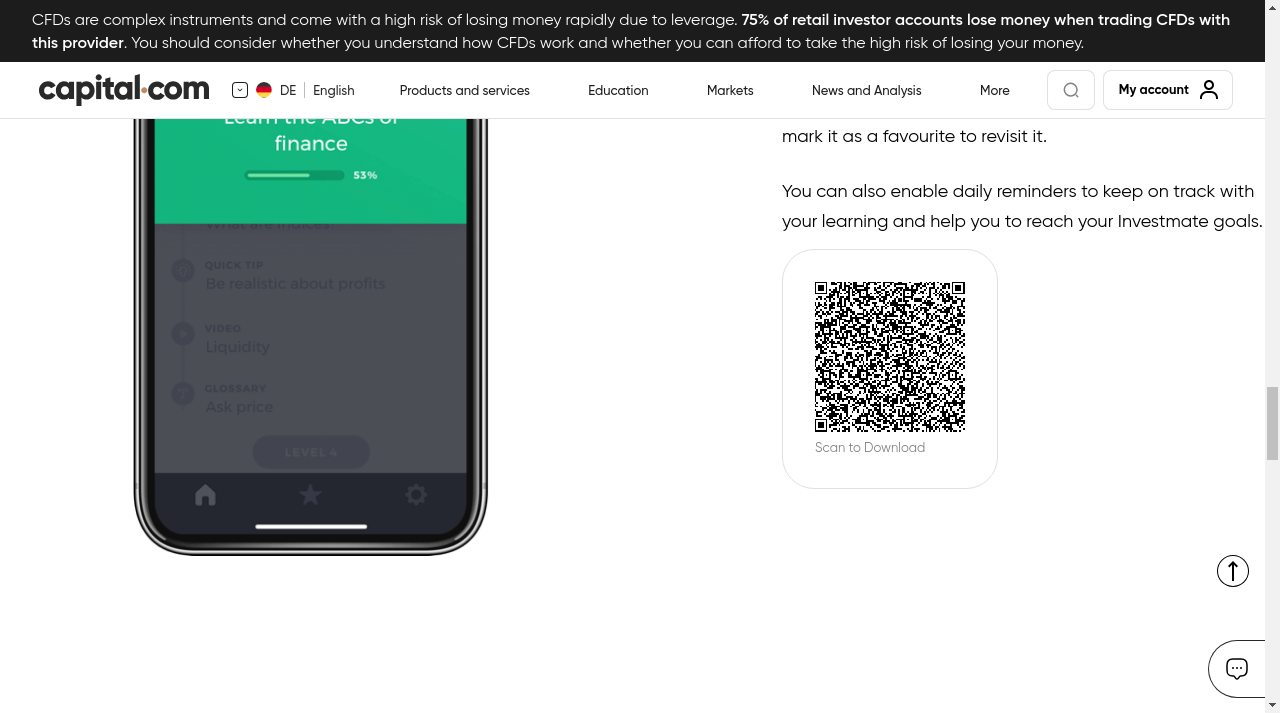 CFDs are complex instruments and come with a high risk of losing money rapidly due to leverage. 75% of retail investor accounts lose money when trading CFDs with
this provider. You should consider whether you understand how CFDs work and whether you can afford to take the high risk of losing your money.
capital.com
DE English
Products and services
Education
Markets
News and Analysis
More
My account
Learn the ABCs of
finance
53%
What are indices?
QUICK TIP
Be realistic about profits
VIDEO
Liquidity
GLOSSARY
Ask price
LEVEL 4
mark it as a favourite to revisit it.
You can also enable daily reminders to keep on track with
your learning and help you to reach your Investmate goals.
Scan to Download